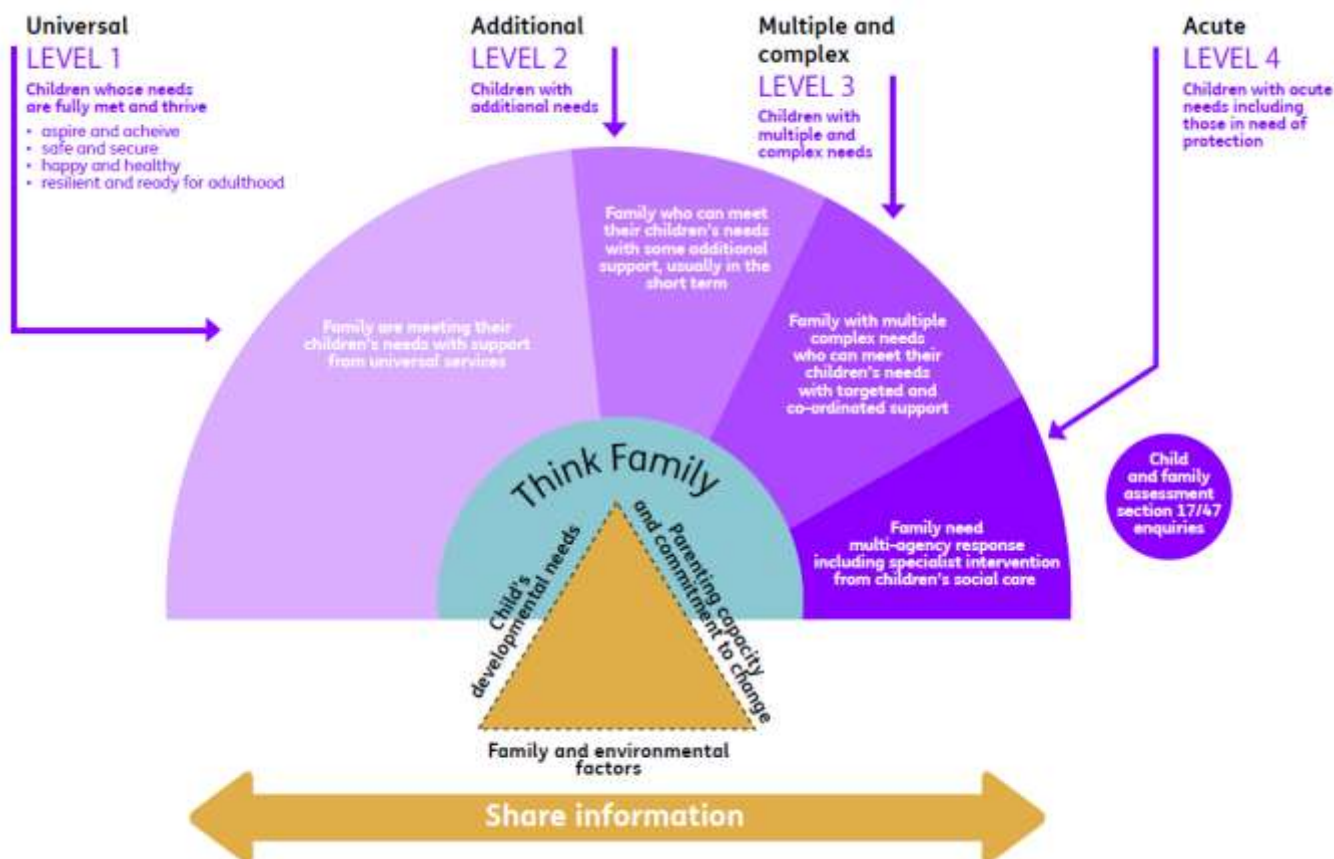 Universal
LEVEL 1
Children whose needs
are fully met and thrive
• aspire and acheive
• safe and secure
• happy and healthy
• resilient and ready for adulthood
Additional
LEVEL 2
Children with
additional needs
Multiple and
complex
LEVEL 3
Children with
multiple and
complex needs
Acute
LEVEL 4
Children with acute
needs including
those in need of
protection
Family are meeting their
children's needs with support
from universal services
Family who can meet
their children's needs
with some additional
support, usually in the
short term
Family with multiple
complex needs
who can meet their
children's needs
with targeted and
co-ordinated support
Family need
multi-agency response
including specialist intervention
from children's social care
Child
and family
assessment
section 17/47
enquiries
Think Family
Child's
developmental needs
Parenting capacity
and commitment to change
Family and environmental
factors
Share information